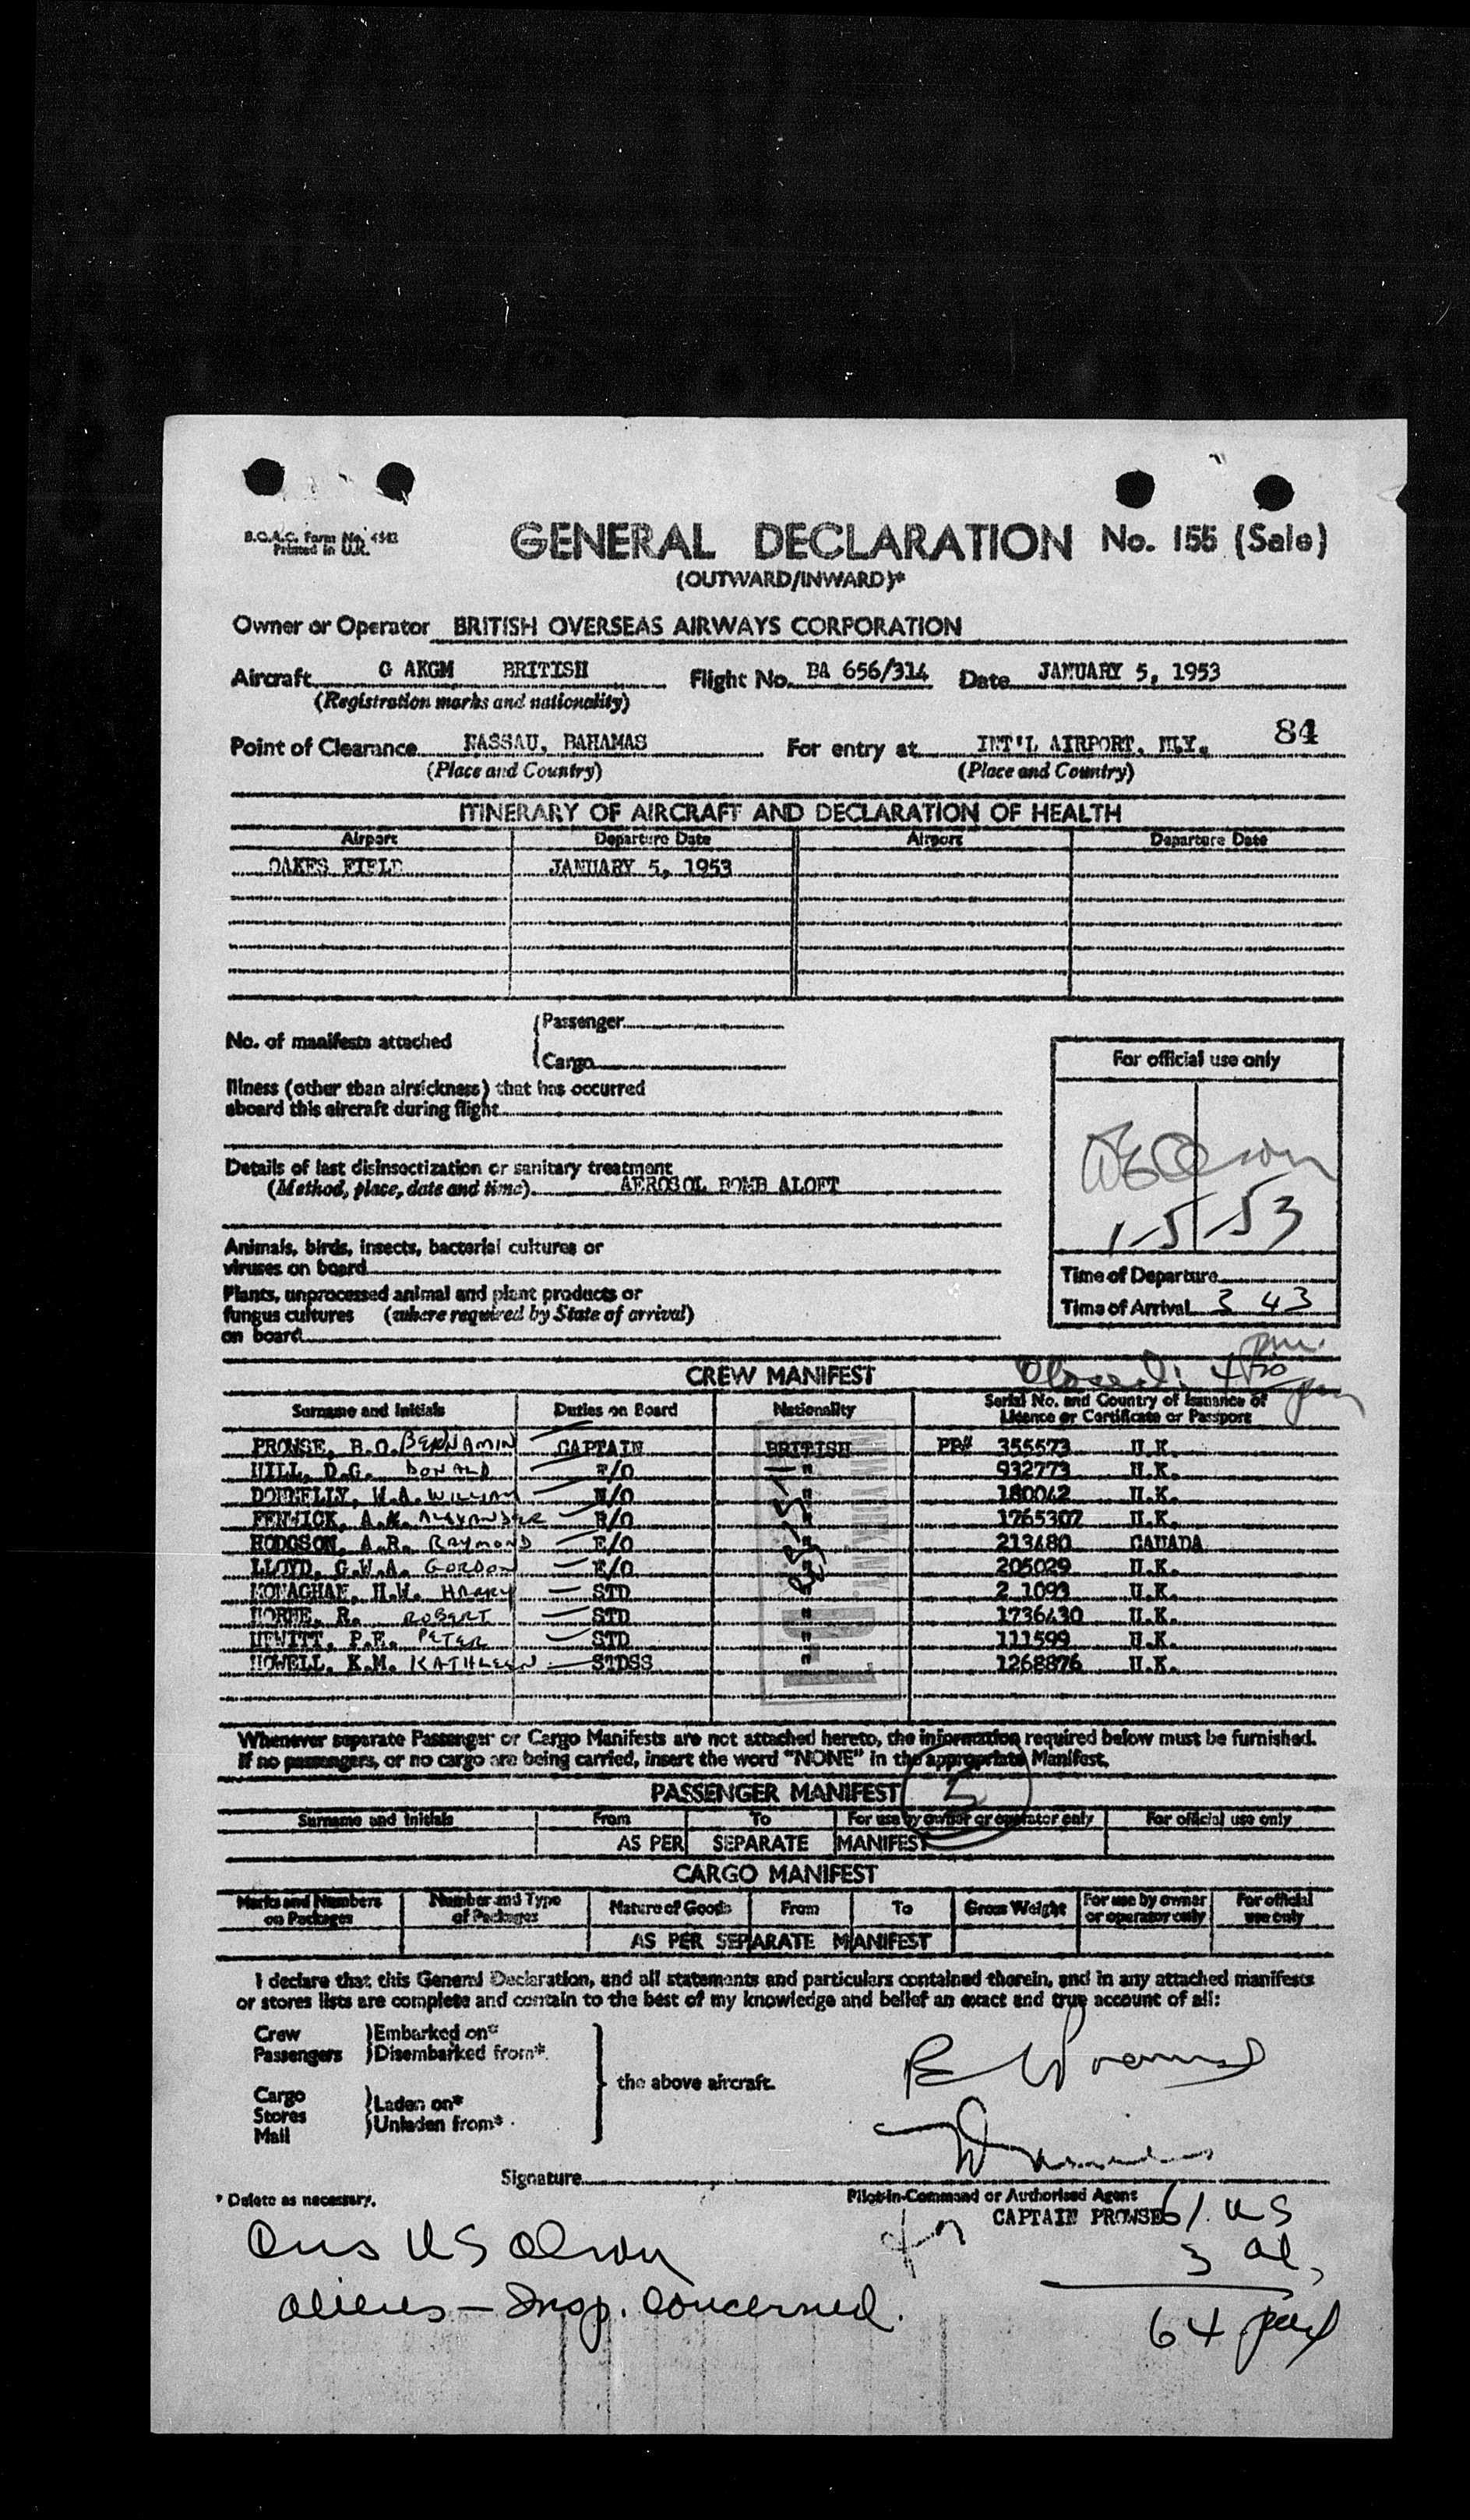 B.O.A.C. Form No. 4543
Printed in U.K.
GENERAL DECLARATION No. 155 (Sale)
(OUTWARD/INWARD)*
Owner or Operator BRITISH OVERSEAS AIRWAYS CORPORATION
Aircraft G AKGM BRITISH Flight No. BA 656/314 Date JANUARY 5, 1953
(Registration marks and nationality)
84
Point of Clearance NASSAU, BAHAMAS For entry at INT'L AIRPORT, N.Y.
(Place and Country) (Place and Country)
ITINERARY OF AIRCRAFT AND DECLARATION OF HEALTH
Airport Departure Date Airport Departure Date
OAKES FIELD JANUARY 5, 1953
No. of manifests attached
Passenger
Cargo
For official use only
Illness (other than airsickness) that has occurred
aboard this aircraft during flight
Details of last disinsectization or sanitary treatment
(Method, place, date and time) AEROSOL BOMB ALOFT
1-5-53
Animals, birds, insects, bacterial cultures or
viruses on board
Time of Departure
Plants, unprocessed animal and plant products or
fungus cultures (where required by State of arrival)
on board
Time of Arrival 3 43
pm.
CREW MANIFEST
Closed: 4 20 pm
Surname and Initials Duties on Board Nationality Serial No. and Country of Issuance of
Licence or Certificate or Passport
PROWSE, B.O. BENJAMIN CAPTAIN BRITISH PP# 355573 U.K.
HILL, D.G. DONALD F/O " 932773 U.K.
DONNELLY, W.A. WILLIAM N/O " 180042 U.K.
FENWICK, A.K. ALEXANDER R/O " 1765307 U.K.
HODGSON, A.R. RAYMOND E/O " 213480 CANADA
LLOYD, G.W.A. GORDON E/O " 205029 U.K.
MONAGHAN, H.W. HARRY STD " 2 1093 U.K.
HORNE, R. ROBERT STD " 1736430 U.K.
HEWITT, P.E. PETER STD " 111599 U.K.
HOWELL, K.M. KATHLEEN STDSS " 1268876 U.K.
Whenever separate Passenger or Cargo Manifests are not attached hereto, the information required below must be furnished.
If no passengers, or no cargo are being carried, insert the word "NONE" in the appropriate Manifest.
PASSENGER MANIFEST 5
Surname and Initials From To For use by owner or operator only For official use only
AS PER SEPARATE MANIFEST
CARGO MANIFEST
Marks and Numbers on Packages Number and Type of Packages Nature of Goods From To Gross Weight For use by owner or operator only For official use only
AS PER SEPARATE MANIFEST
I declare that this General Declaration, and all statements and particulars contained therein, and in any attached manifests
or stores lists are complete and contain to the best of my knowledge and belief an exact and true account of all:
Crew
Passengers
Embarked on*
Disembarked from*
the above aircraft.
Cargo
Stores
Mail
Laden on*
Unladen from*
Signature
* Delete as necessary.
Pilot-in-Command or Authorised Agent
CAPTAIN PROWSE
for
61 US
3 al,
64 pax
US Olson
aliens - Insp. concerned.